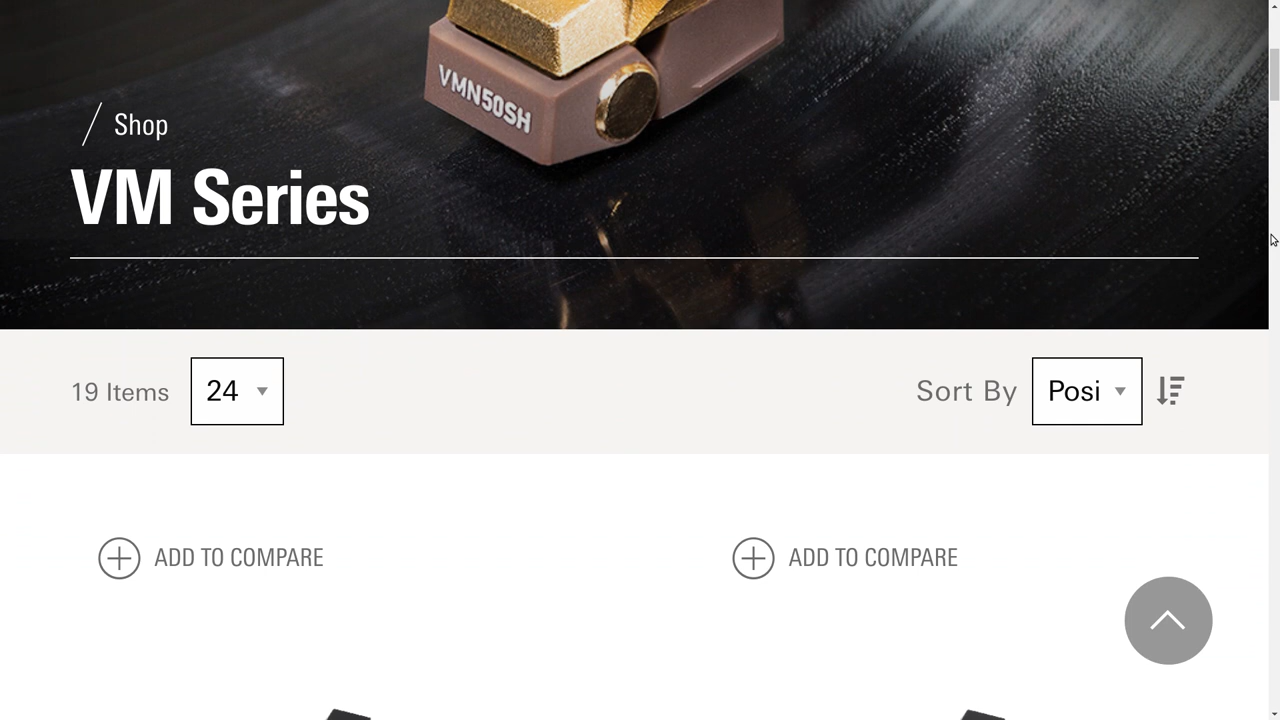 VMN50SH
Shop
VM Series
19 Items 24 Sort By Posi
ADD TO COMPARE ADD TO COMPARE